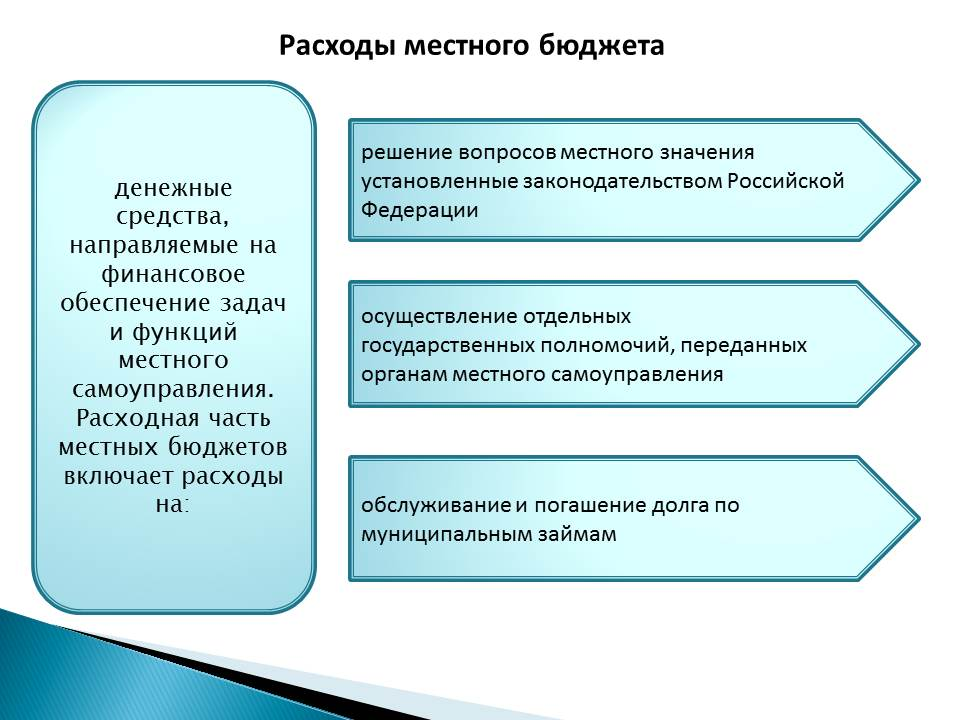 Расходы местного бюджета
денежные
средства,
направляемые на
финансовое
обеспечение задач
и функций
местного
самоуправления.
Расходная часть
местных бюджетов
включает расходы
на:
решение вопросов местного значения
установленные законодательством Российской
Федерации
осуществление отдельных
государственных полномочий, переданных
органам местного самоуправления
обслуживание и погашение долга по
муниципальным займам